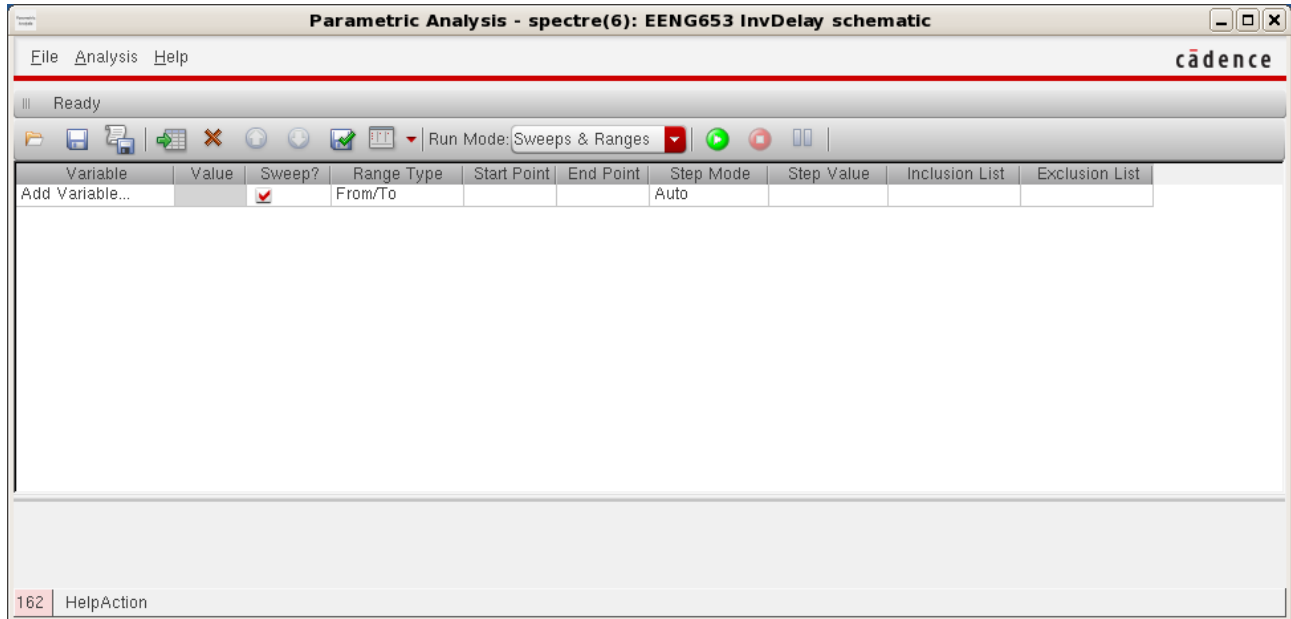 Parametric Analysis - spectre(6): EENG653 InvDelay schematic
File Analysis Help cādence
Ready
Run Mode: Sweeps & Ranges
Variable Value Sweep? Range Type Start Point End Point Step Mode Step Value Inclusion List Exclusion List
Add Variable... From/To Auto
162 HelpAction